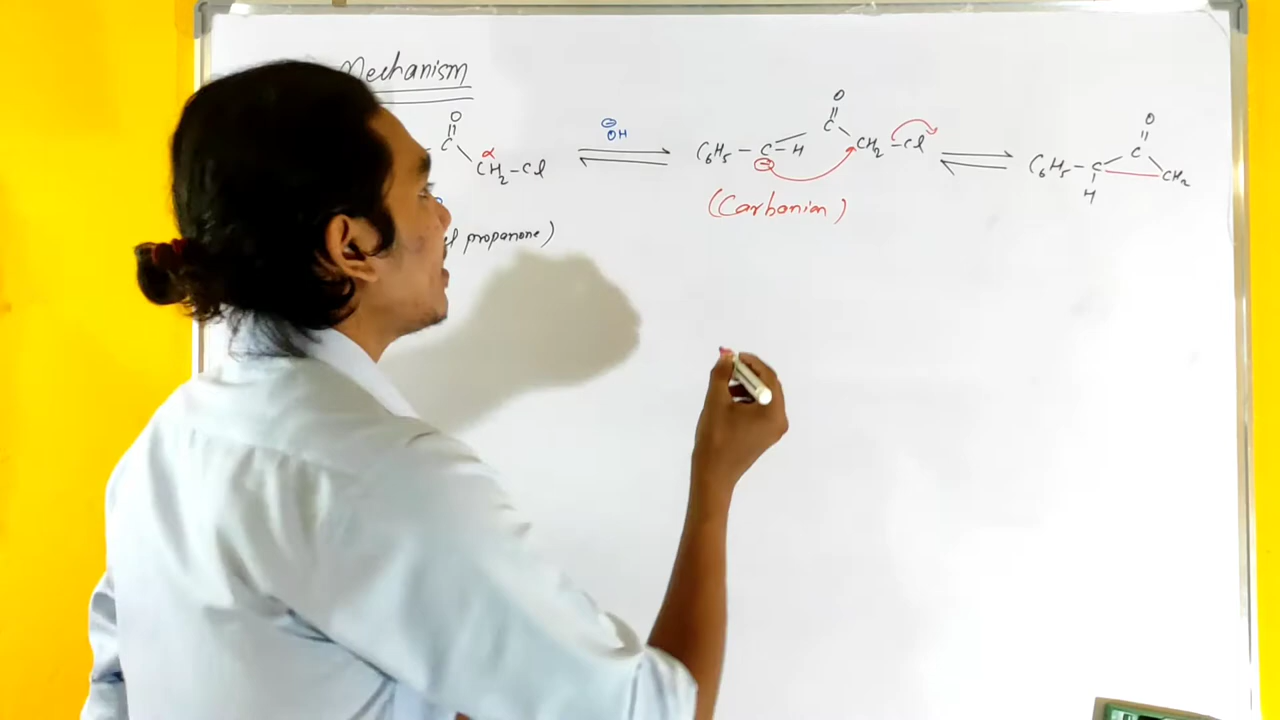 Mechanism
O
||
C
α
CH₂-Cl
⊖OH
O
||
C
C₆H₅ - C - H
⊖
CH₂ - Cl
(Carbanion)
O
||
C
C₆H₅ - C
CH₂
H
propanone)